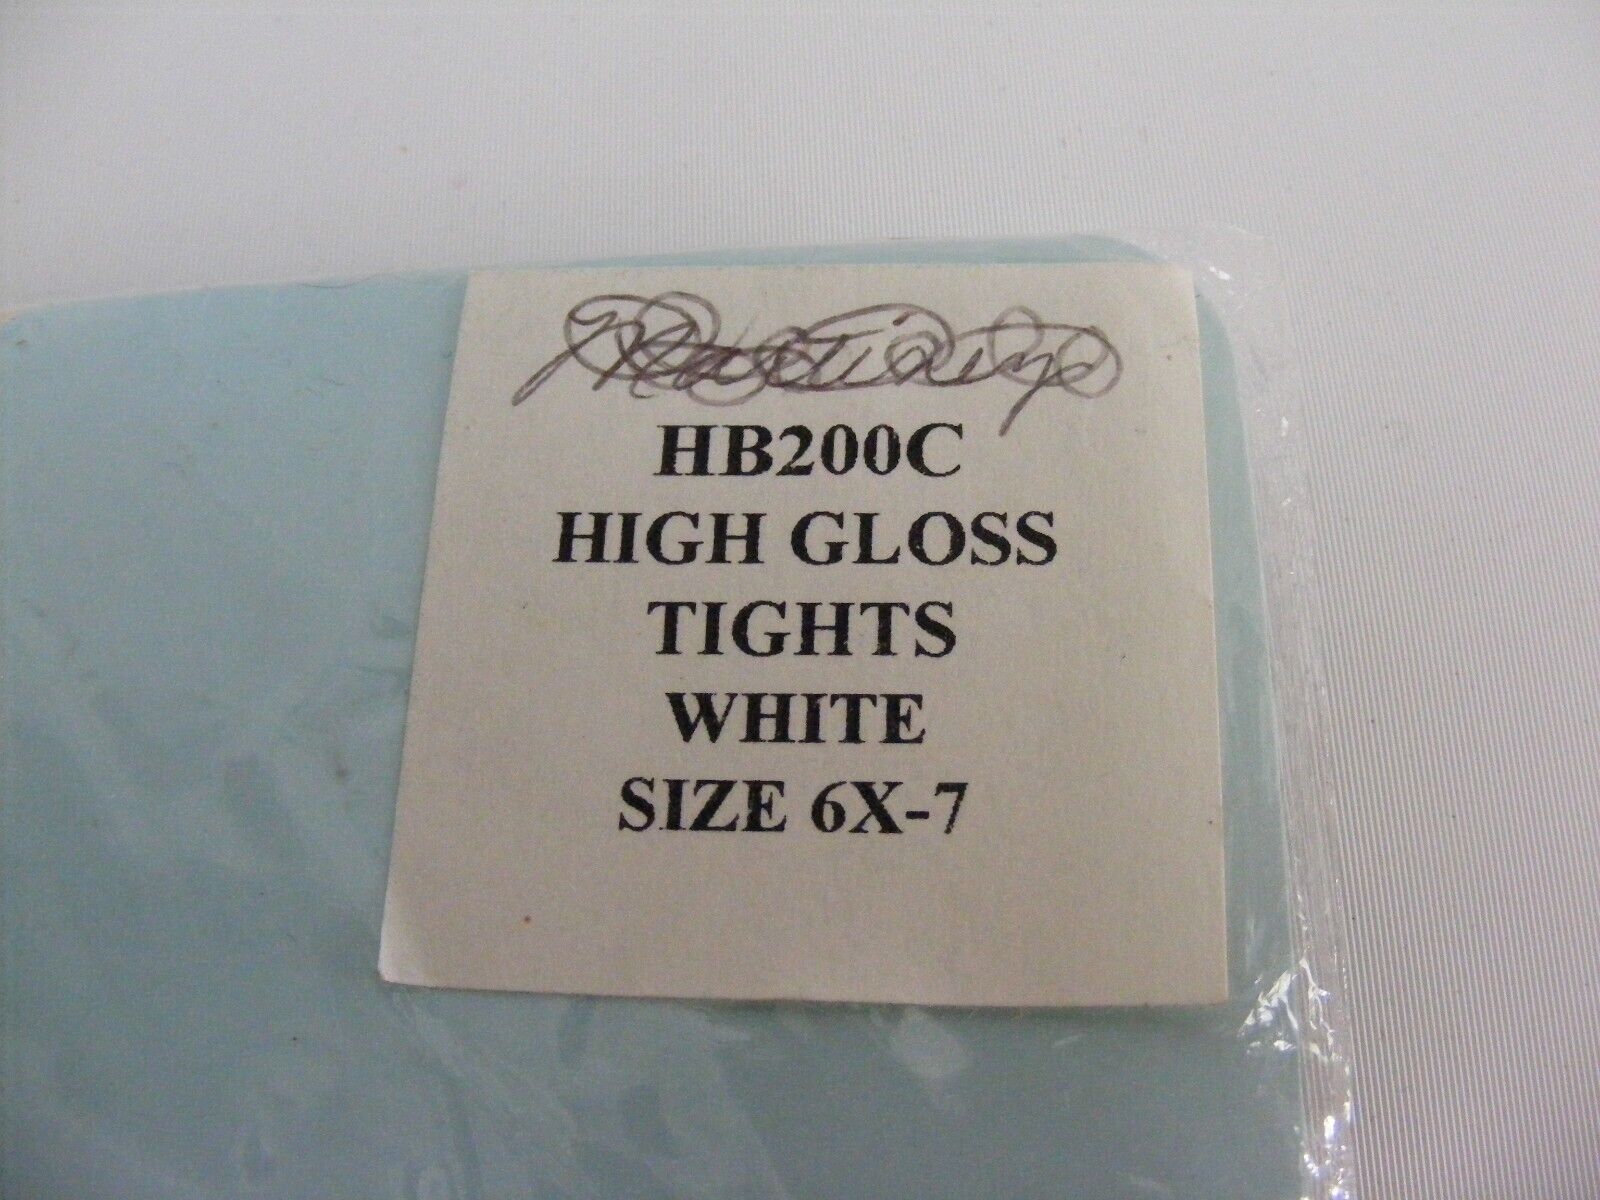 HB200C
HIGH GLOSS
TIGHTS
WHITE
SIZE 6X-7